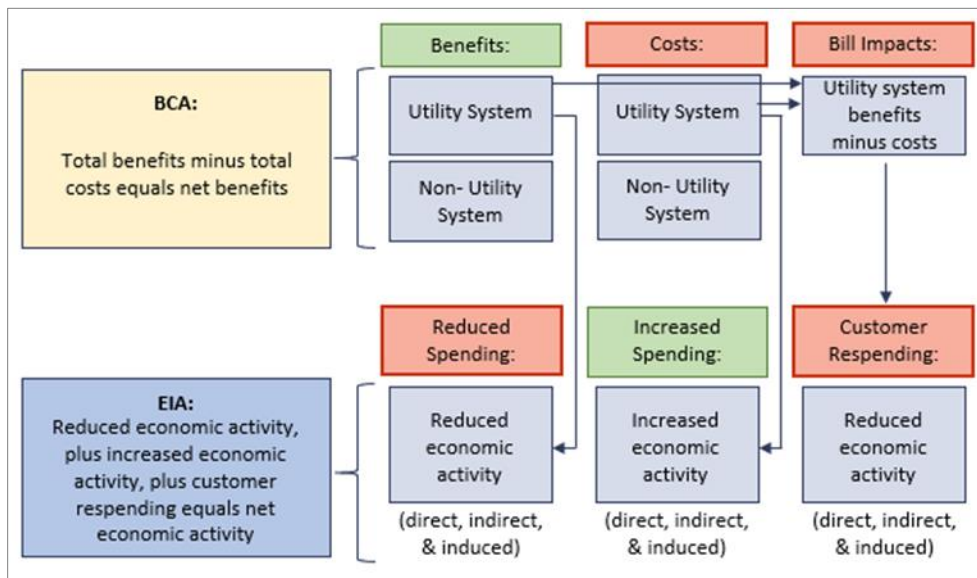 Benefits:
Costs:
Bill Impacts:
BCA:
Total benefits minus total
costs equals net benefits
Utility System
Non- Utility
System
Utility System
Non- Utility
System
Utility system
benefits
minus costs
Reduced
Spending:
Increased
Spending:
Customer
Respending:
EIA:
Reduced economic activity,
plus increased economic
activity, plus customer
respending equals net
economic activity
Reduced
economic
activity
(direct, indirect,
& induced)
Increased
economic
activity
(direct, indirect,
& induced)
Reduced
economic
activity
(direct, indirect,
& induced)